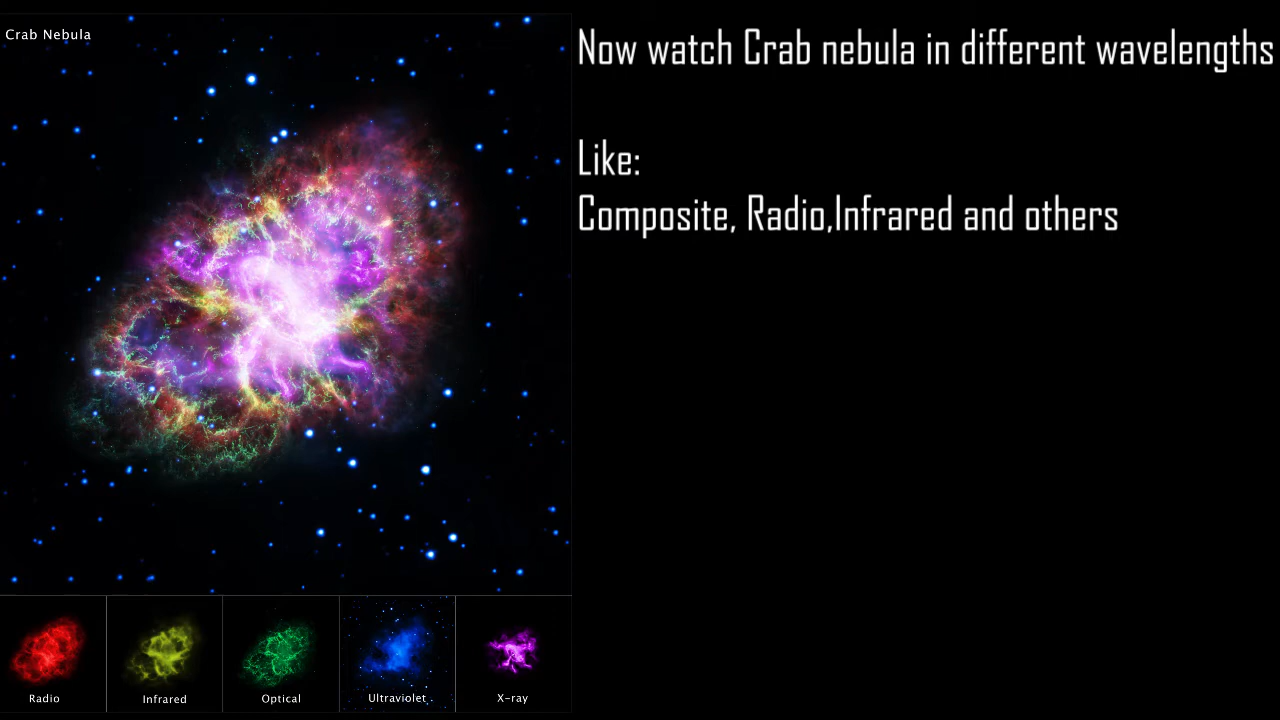 Crab Nebula
Now watch Crab nebula in different wavelengths
Like:
Composite, Radio,Infrared and others
Radio
Infrared
Optical
Ultraviolet
X-ray